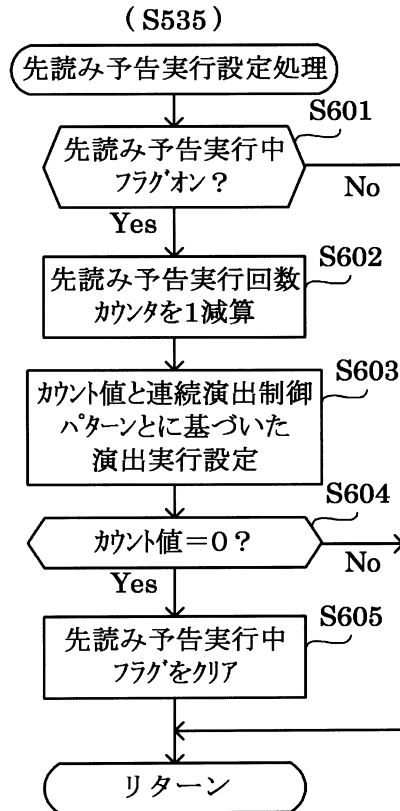 (S535)
先読み予告実行設定処理
S601
先読み予告実行中
フラグオン?
No
Yes
S602
先読み予告実行回数
カウンタを1減算
S603
カウント値と連続演出制御
パターンとに基づいた
演出実行設定
S604
カウント値=0?
No
Yes
S605
先読み予告実行中
フラグをクリア
リターン